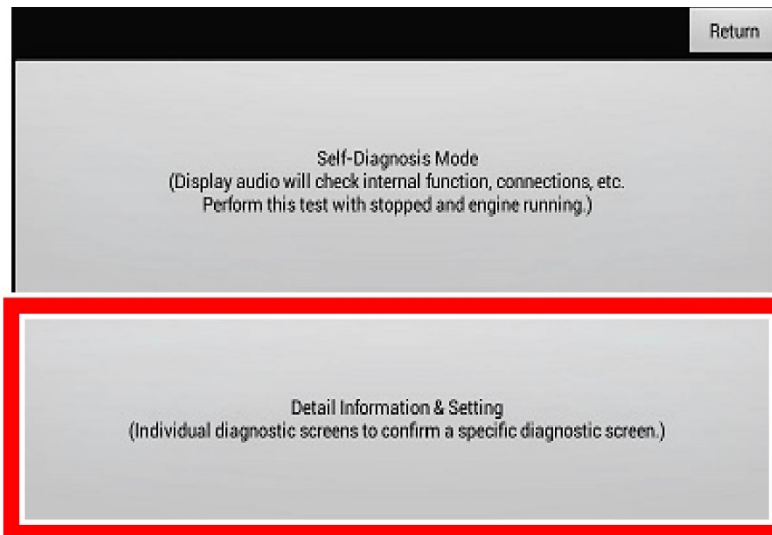 Return
Self-Diagnosis Mode
(Display audio will check internal function, connections, etc.
Perform this test with stopped and engine running.)
Detail Information & Setting
(Individual diagnostic screens to confirm a specific diagnostic screen.)